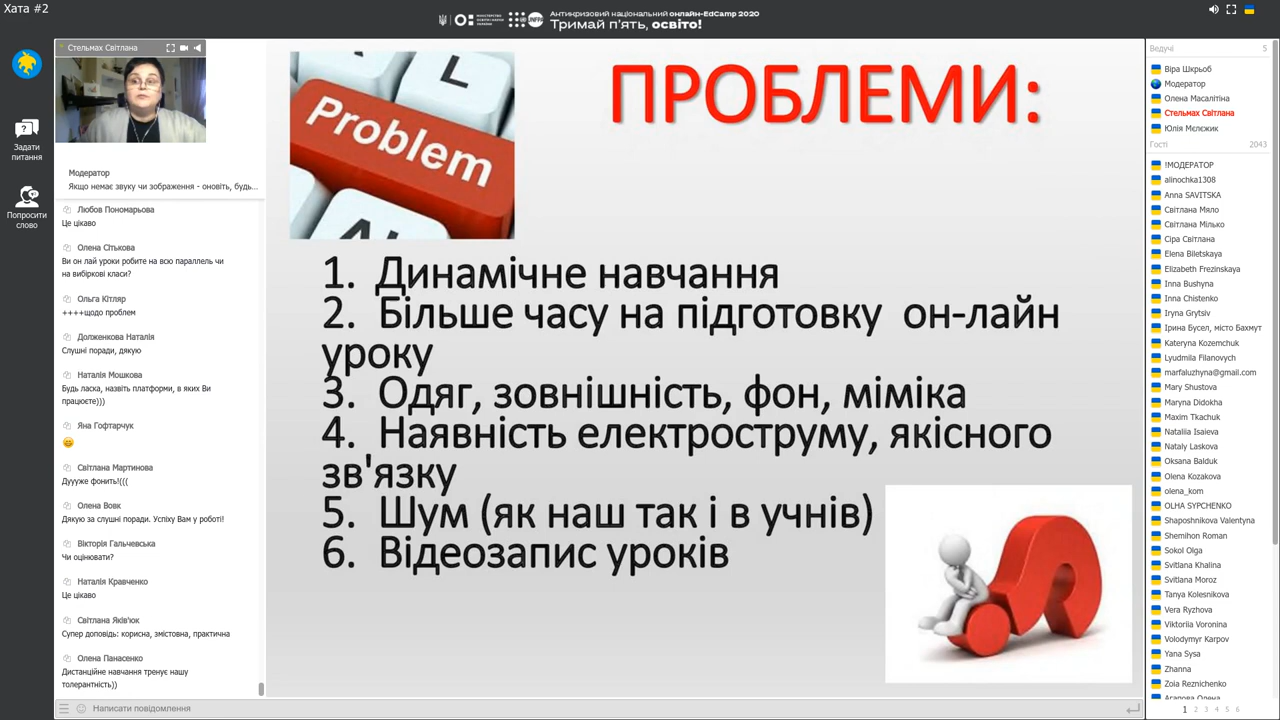 Хата #2
МІНІСТЕРСТВО
ОСВІТИ І НАУКИ
УКРАЇНИ
Антикризовий національний онлайн-EdCamp 2020
Тримай п'ять, освіто!
Задати
питання
Попросити
слово
Стельмах Світлана
Модератор
Якщо немає звуку чи зображення - оновіть, будь...
Любов Пономарьова
Це цікаво
Олена Сітькова
Ви он лай уроки робите на всю параллель чи
на вибіркові класи?
Ольга Кітляр
++++щодо проблем
Долженкова Наталія
Слушні поради, дякую
Наталія Мошкова
Будь ласка, назвіть платформи, в яких Ви
працюєте)))
Яна Гофтарчук
Світлана Мартинова
Дуууже фонить!(((
Олена Вовк
Дякую за слушні поради. Успіху Вам у роботі!
Вікторія Гальчевська
Чи оцінювати?
Наталія Кравченко
Це цікаво
Світлана Яків'юк
Супер доповідь: корисна, змістовна, практична
Олена Панасенко
Дистанційне навчання тренує нашу
толерантність))
Написати повідомлення
L
Problem
ПРОБЛЕМИ:
1. Динамічне навчання
2. Більше часу на підготовку он-лайн
уроку
3. Одяг, зовнішність, фон, міміка
4. Наявність електроструму, якісного
зв'язку
5. Шум (як наш так і в учнів)
6. Відеозапис уроків
Ведучі 5
Віра Шкрьоб
Модератор
Олена Масалітіна
Стельмах Світлана
Юлія Мєлєжик
Гості 2043
!МОДЕРАТОР
alinochka1308
Anna SAVITSKA
Світлана Мяло
Світлана Мілько
Сіра Світлана
Elena Biletskaya
Elizabeth Frezinskaya
Inna Bushyna
Inna Chistenko
Iryna Grytsiv
Ірина Бусел, місто Бахмут
Kateryna Kozemchuk
Lyudmila Filanovych
marfaluzhyna@gmail.com
Mary Shustova
Maryna Didokha
Maxim Tkachuk
Nataliia Isaieva
Nataly Laskova
Oksana Balduk
Olena Kozakova
olena_kom
OLHA SYPCHENKO
Shaposhnikova Valentyna
Shemihon Roman
Sokol Olga
Svitlana Khalina
Svitlana Moroz
Tanya Kolesnikova
Vera Ryzhova
Viktoriia Voronina
Volodymyr Karpov
Yana Sysa
Zhanna
Zoia Reznichenko
Агапова Олена
1 2 3 4 5 6